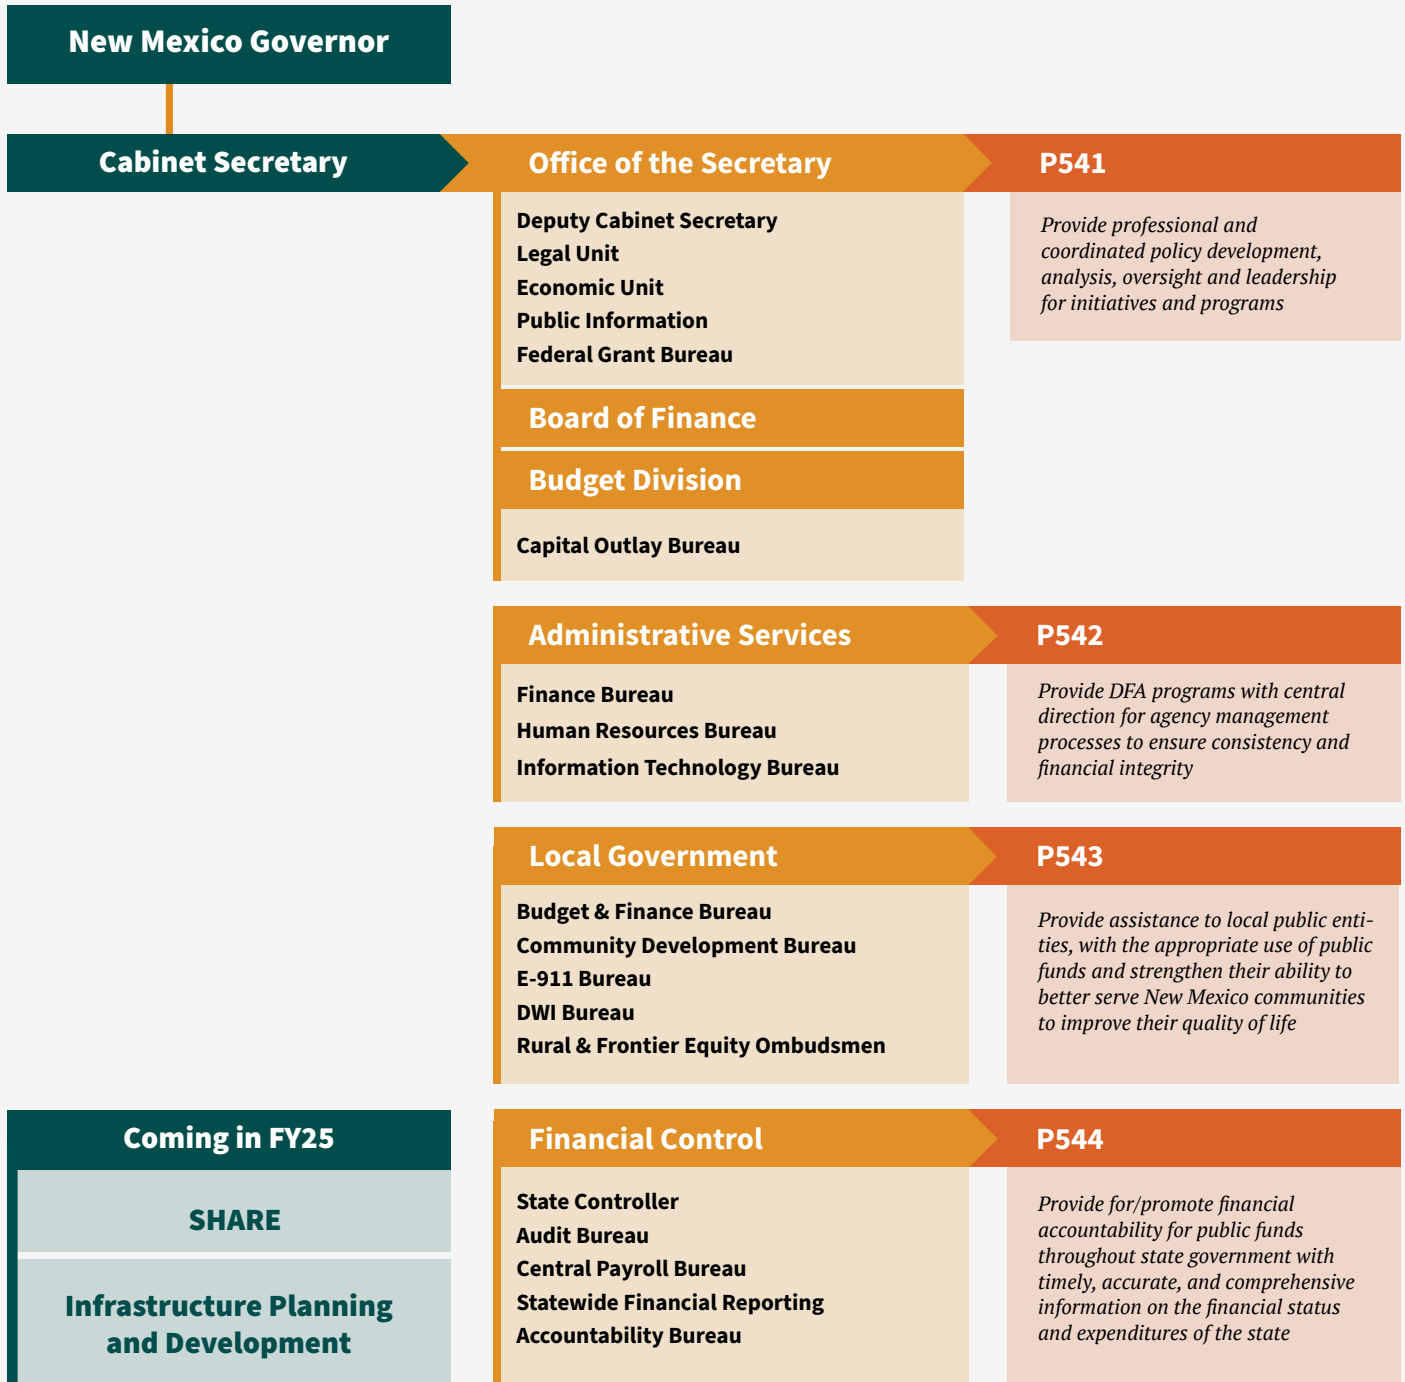 New Mexico Governor
Cabinet Secretary
Office of the Secretary
P541
Deputy Cabinet Secretary
Legal Unit
Economic Unit
Public Information
Federal Grant Bureau
Provide professional and
coordinated policy development,
analysis, oversight and leadership
for initiatives and programs
Board of Finance
Budget Division
Capital Outlay Bureau
Administrative Services
P542
Finance Bureau
Human Resources Bureau
Information Technology Bureau
Provide DFA programs with central
direction for agency management
processes to ensure consistency and
financial integrity
Local Government
P543
Budget & Finance Bureau
Community Development Bureau
E-911 Bureau
DWI Bureau
Rural & Frontier Equity Ombudsmen
Provide assistance to local public enti-
ties, with the appropriate use of public
funds and strengthen their ability to
better serve New Mexico communities
to improve their quality of life
Coming in FY25
SHARE
Infrastructure Planning
and Development
Financial Control
P544
State Controller
Audit Bureau
Central Payroll Bureau
Statewide Financial Reporting
Accountability Bureau
Provide for/promote financial
accountability for public funds
throughout state government with
timely, accurate, and comprehensive
information on the financial status
and expenditures of the state